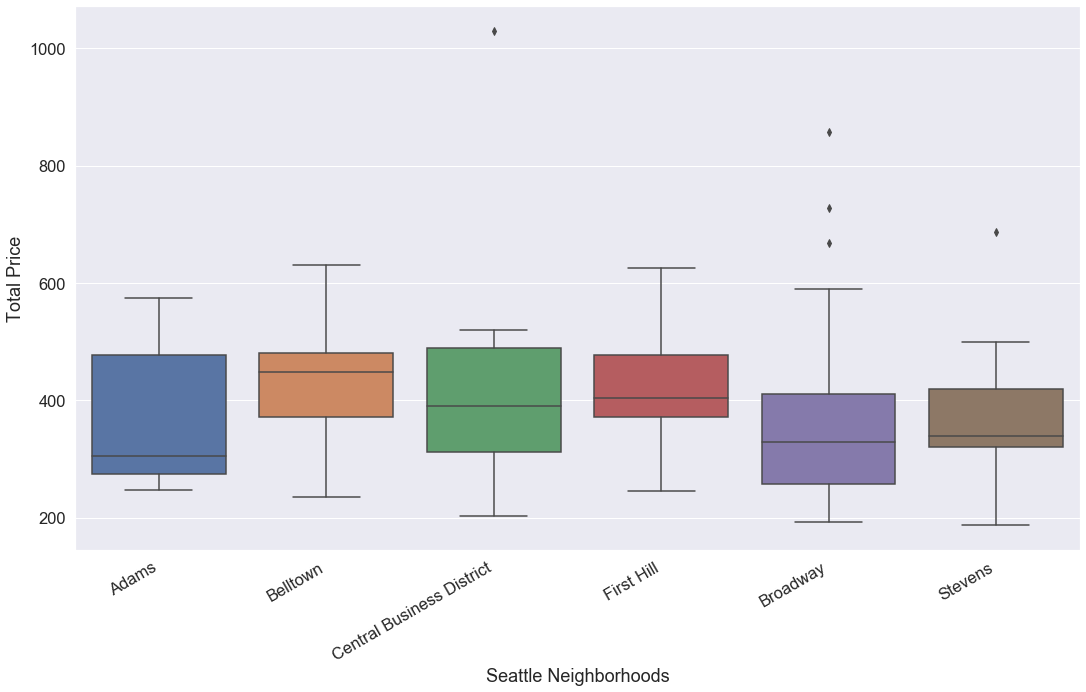 1000
800
600
400
200
Total Price
Adams
Belltown
Central Business District
First Hill
Broadway
Stevens
Seattle Neighborhoods